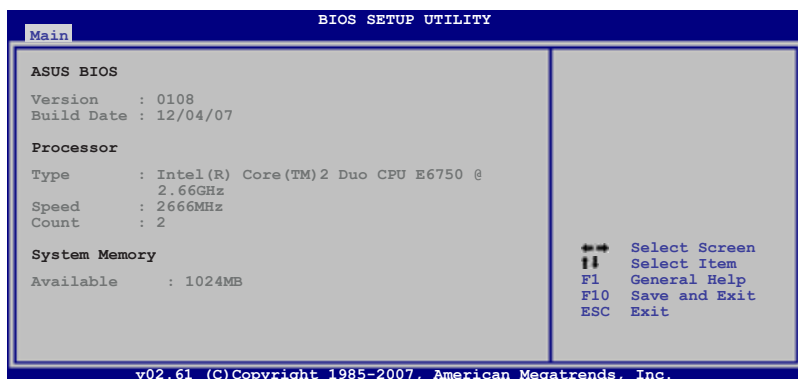 BIOS SETUP UTILITY
Main
ASUS BIOS
Version : 0108
Build Date : 12/04/07
Processor
Type : Intel(R) Core(TM)2 Duo CPU E6750 @
2.66GHz
Speed : 2666MHz
Count : 2
System Memory
Available : 1024MB
←→ Select Screen
↑↓ Select Item
F1 General Help
F10 Save and Exit
ESC Exit
v02.61 (C)Copyright 1985-2007, American Megatrends, Inc.